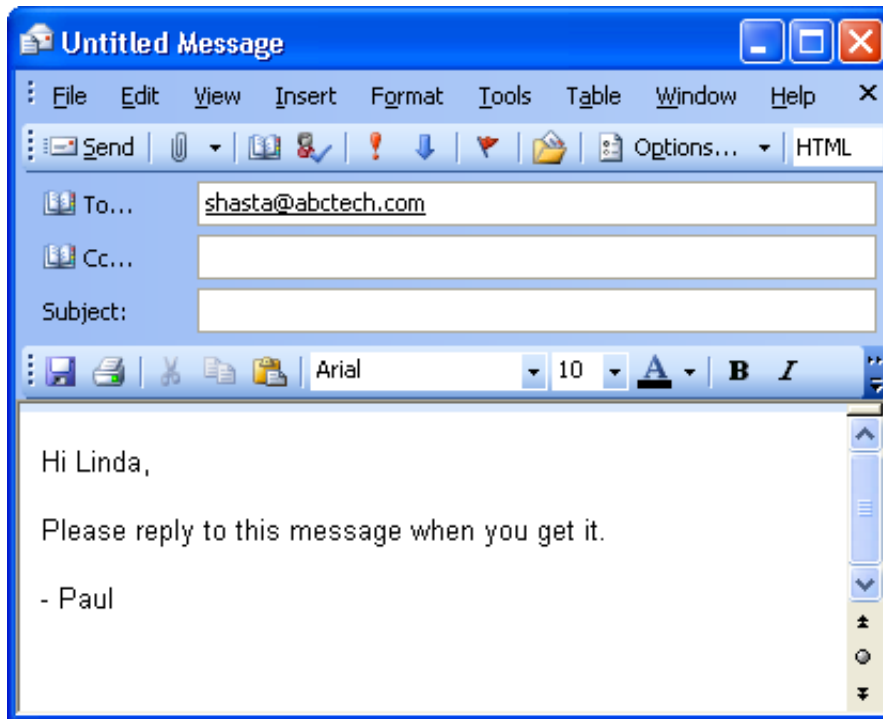 Untitled Message
File Edit View Insert Format Tools Table Window Help
Send Options... HTML
To... shasta@abctech.com
Cc...
Subject:
Arial 10 A B I
Hi Linda,
Please reply to this message when you get it.
- Paul